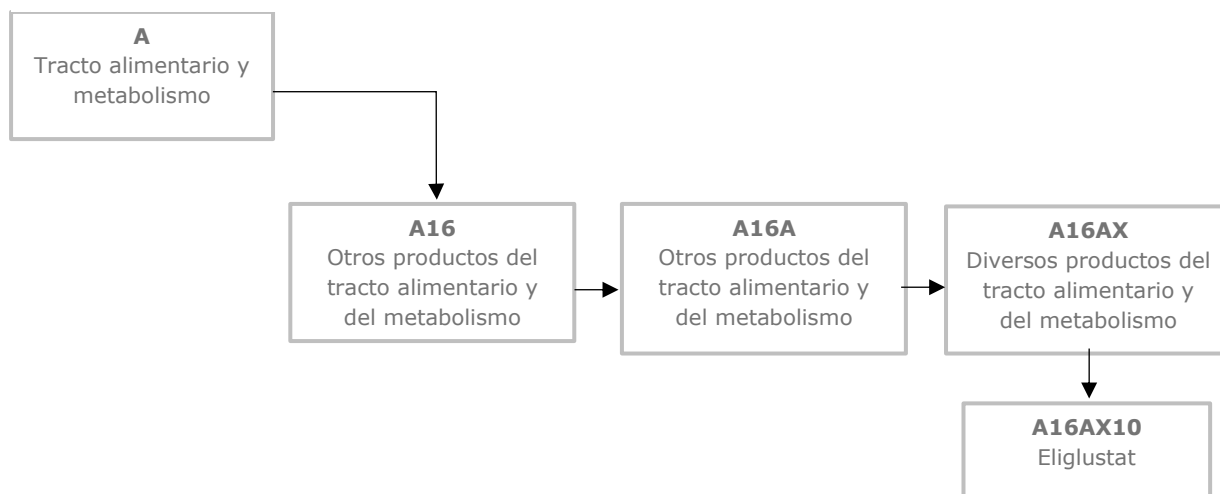 A
Tracto alimentario y
metabolismo
A16
Otros productos del
tracto alimentario y
del metabolismo
A16A
Otros productos del
tracto alimentario y
del metabolismo
A16AX
Diversos productos del
tracto alimentario y
del metabolismo
A16AX10
Eliglustat